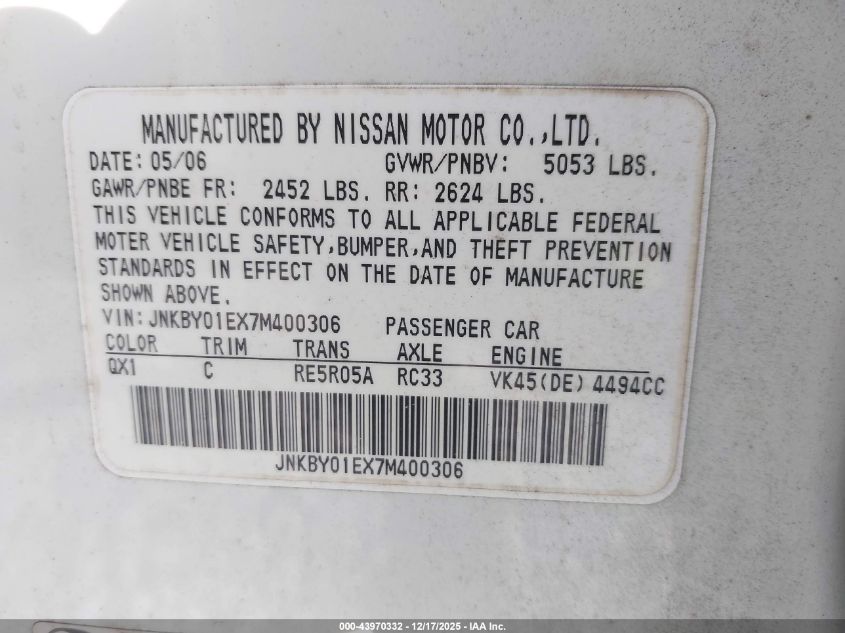 MANUFACTURED BY NISSAN MOTOR CO.,LTD.
DATE: 05/06 GVWR/PNBV: 5053 LBS.
GAWR/PNBE FR: 2452 LBS. RR: 2624 LBS.
THIS VEHICLE CONFORMS TO ALL APPLICABLE FEDERAL
MOTER VEHICLE SAFETY,BUMPER,AND THEFT PREVENTION
STANDARDS IN EFFECT ON THE DATE OF MANUFACTURE
SHOWN ABOVE.
VIN: JNKBY01EX7M400306 PASSENGER CAR
COLOR TRIM TRANS AXLE ENGINE
QX1 C RE5R05A RC33 VK45(DE) 4494CC
JNKBY01EX7M400306
000-43970332 - 12/17/2025 - IAA Inc.